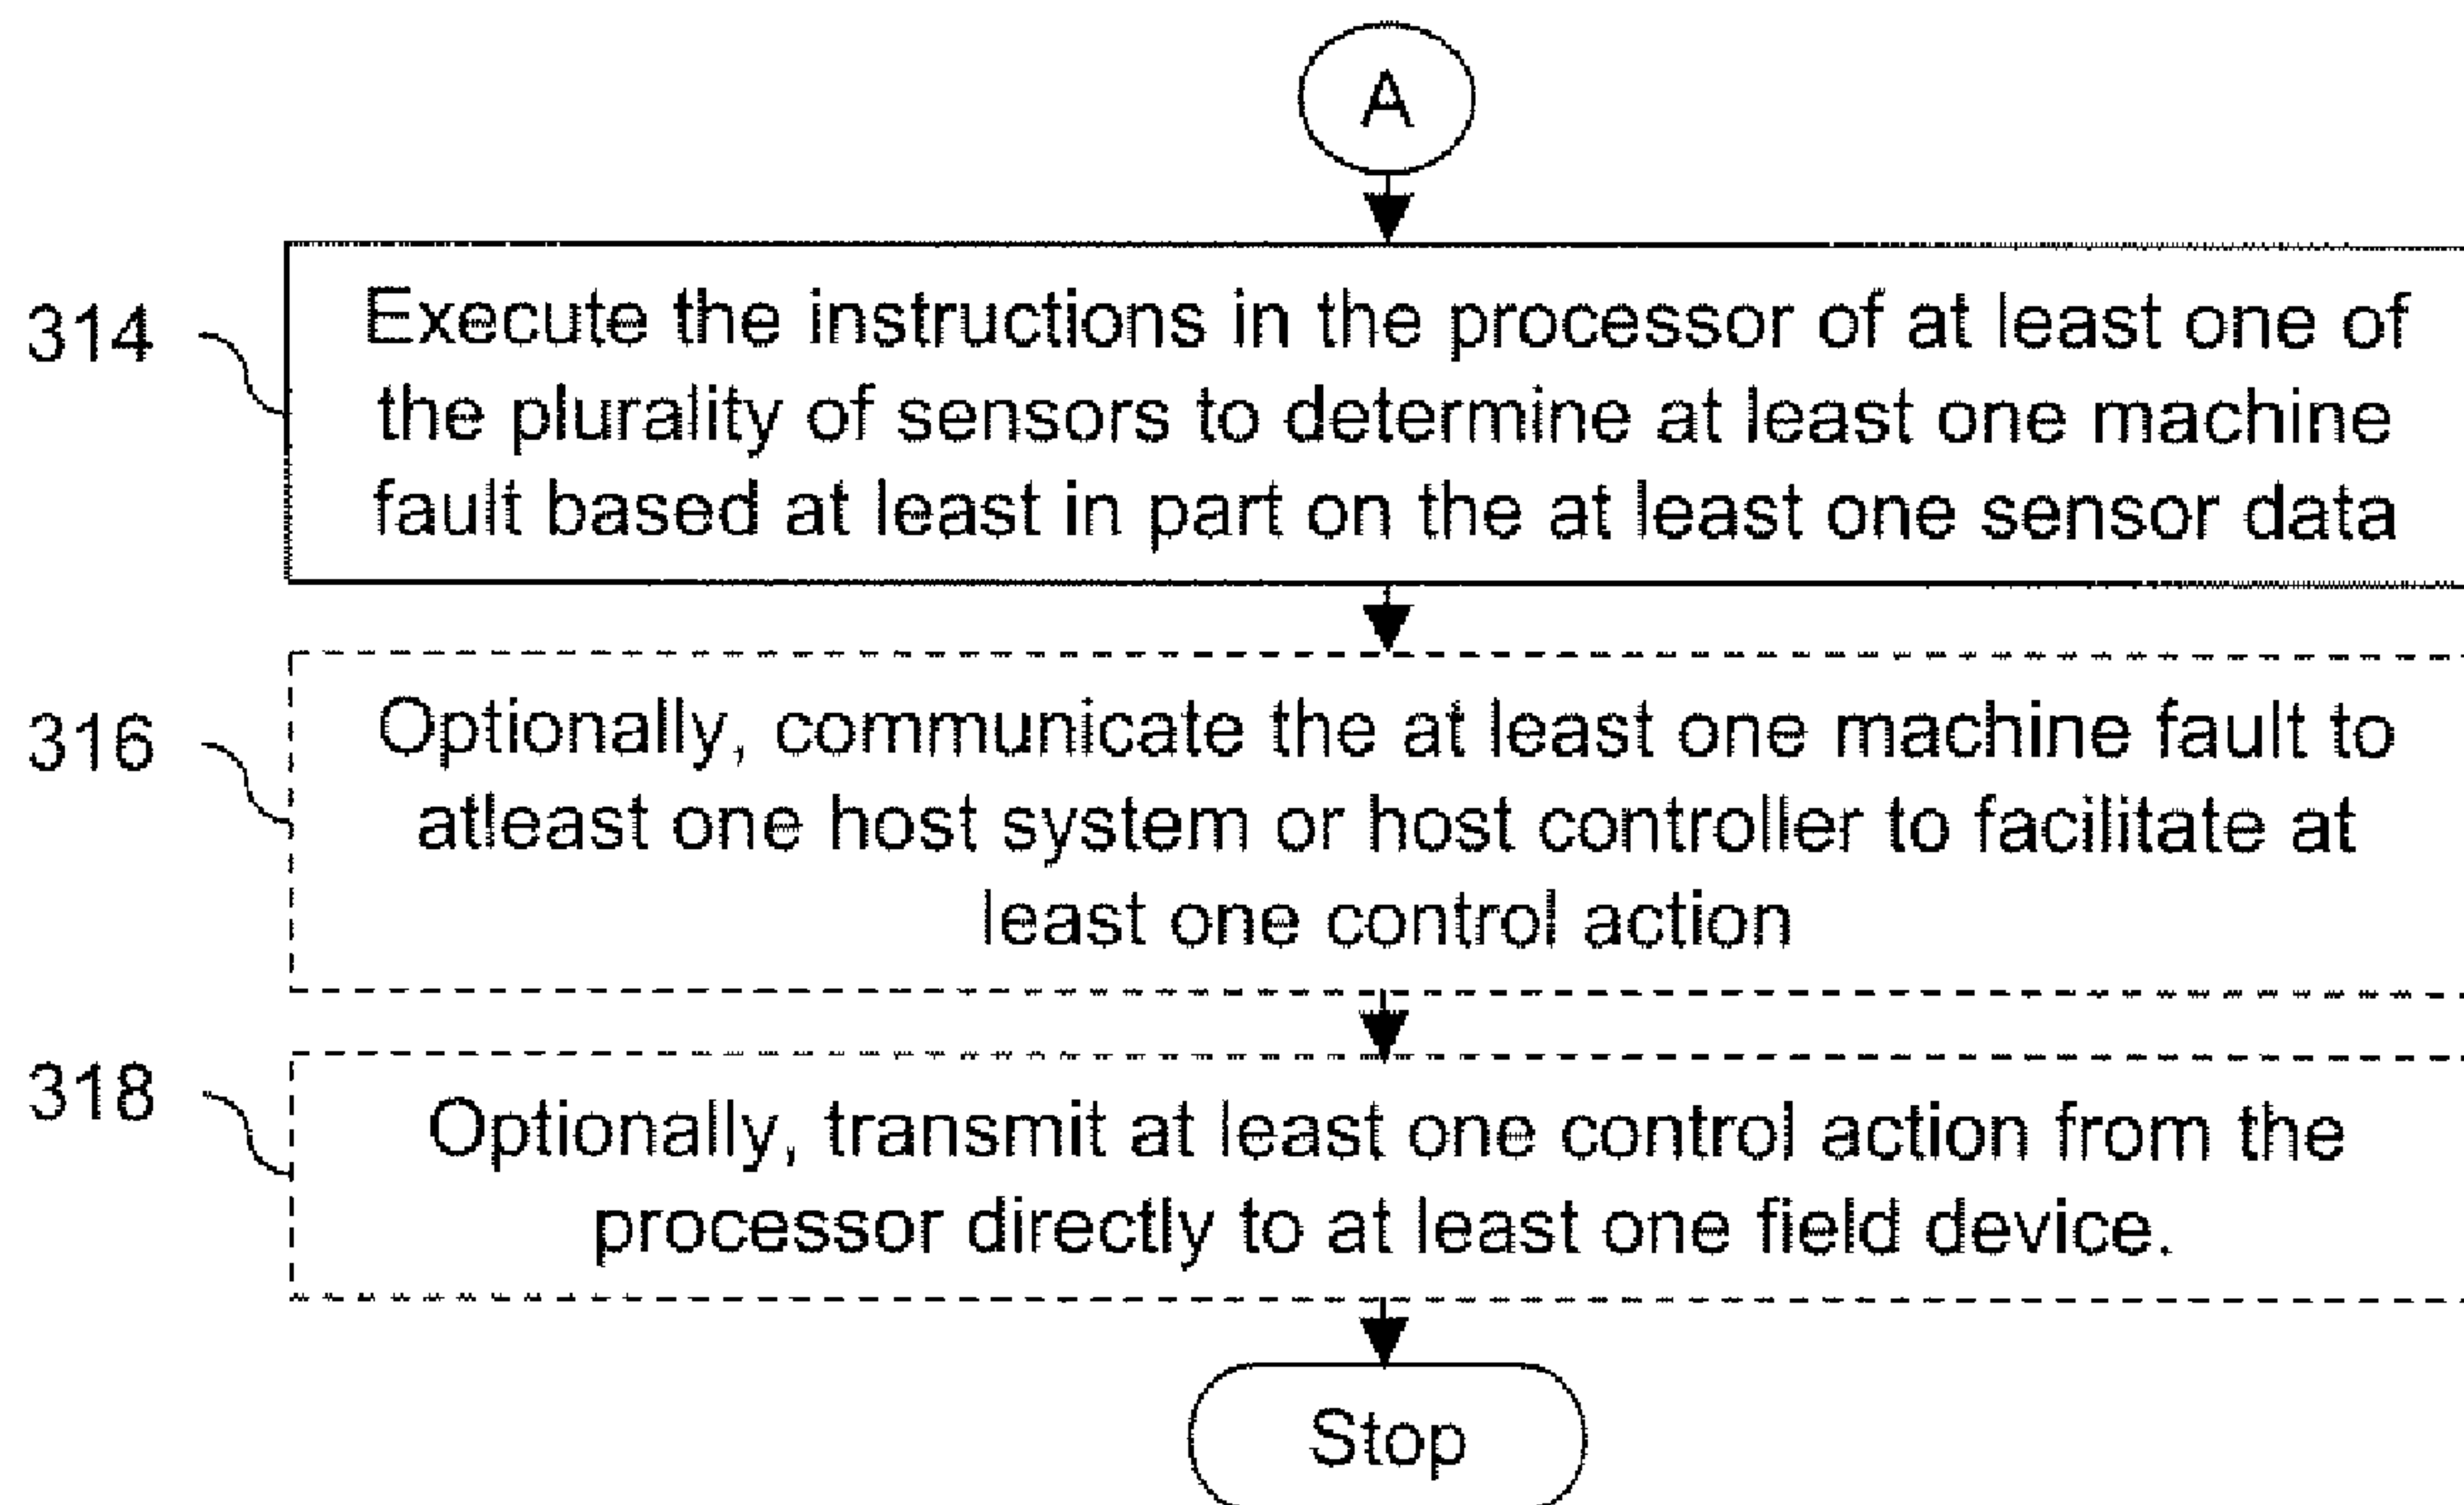 A
314
Execute the instructions in the processor of at least one of
the plurality of sensors to determine at least one machine
fault based at least in part on the at least one sensor data
316
Optionally, communicate the at least one machine fault to
atleast one host system or host controller to facilitate at
least one control action
318
Optionally, transmit at least one control action from the
processor directly to at least one field device.
Stop